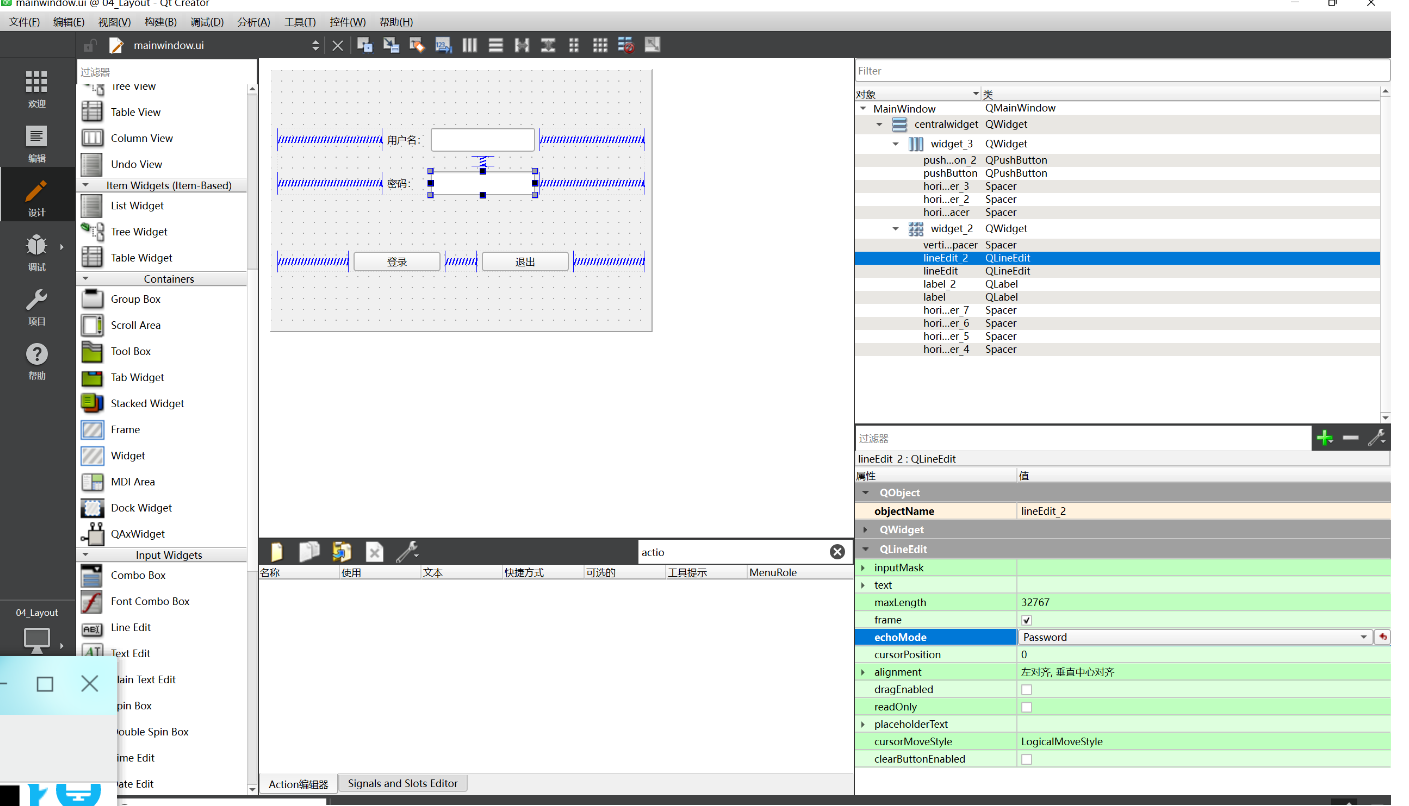 mainwindow.ui @ 04_Layout - Qt Creator
文件(F) 编辑(E) 视图(V) 构建(B) 调试(D) 分析(A) 工具(T) 控件(W) 帮助(H)
mainwindow.ui
欢迎
编辑
设计
调试
项目
帮助
04_Layout
过滤器
Tree View
Table View
Column View
Undo View
Item Widgets (Item-Based)
List Widget
Tree Widget
Table Widget
Containers
Group Box
Scroll Area
Tool Box
Tab Widget
Stacked Widget
Frame
Widget
MDI Area
Dock Widget
QAxWidget
Input Widgets
Combo Box
Font Combo Box
Line Edit
Text Edit
lain Text Edit
pin Box
ouble Spin Box
ime Edit
ate Edit
用户名:
密码:
登录 退出
actio
名称 使用 文本 快捷方式 可选的 工具提示 MenuRole
Action编辑器 Signals and Slots Editor
Filter
对象 类
MainWindow QMainWindow
centralwidget QWidget
widget_3 QWidget
push...on_2 QPushButton
pushButton QPushButton
hori...er_3 Spacer
hori...er_2 Spacer
hori...acer Spacer
widget_2 QWidget
verti...pacer Spacer
lineEdit_2 QLineEdit
lineEdit QLineEdit
label_2 QLabel
label QLabel
hori...er_7 Spacer
hori...er_6 Spacer
hori...er_5 Spacer
hori...er_4 Spacer
过滤器
lineEdit_2 : QLineEdit
属性 值
QObject
objectName lineEdit_2
QWidget
QLineEdit
inputMask
text
maxLength 32767
frame
echoMode Password
cursorPosition 0
alignment 左对齐, 垂直中心对齐
dragEnabled
readOnly
placeholderText
cursorMoveStyle LogicalMoveStyle
clearButtonEnabled